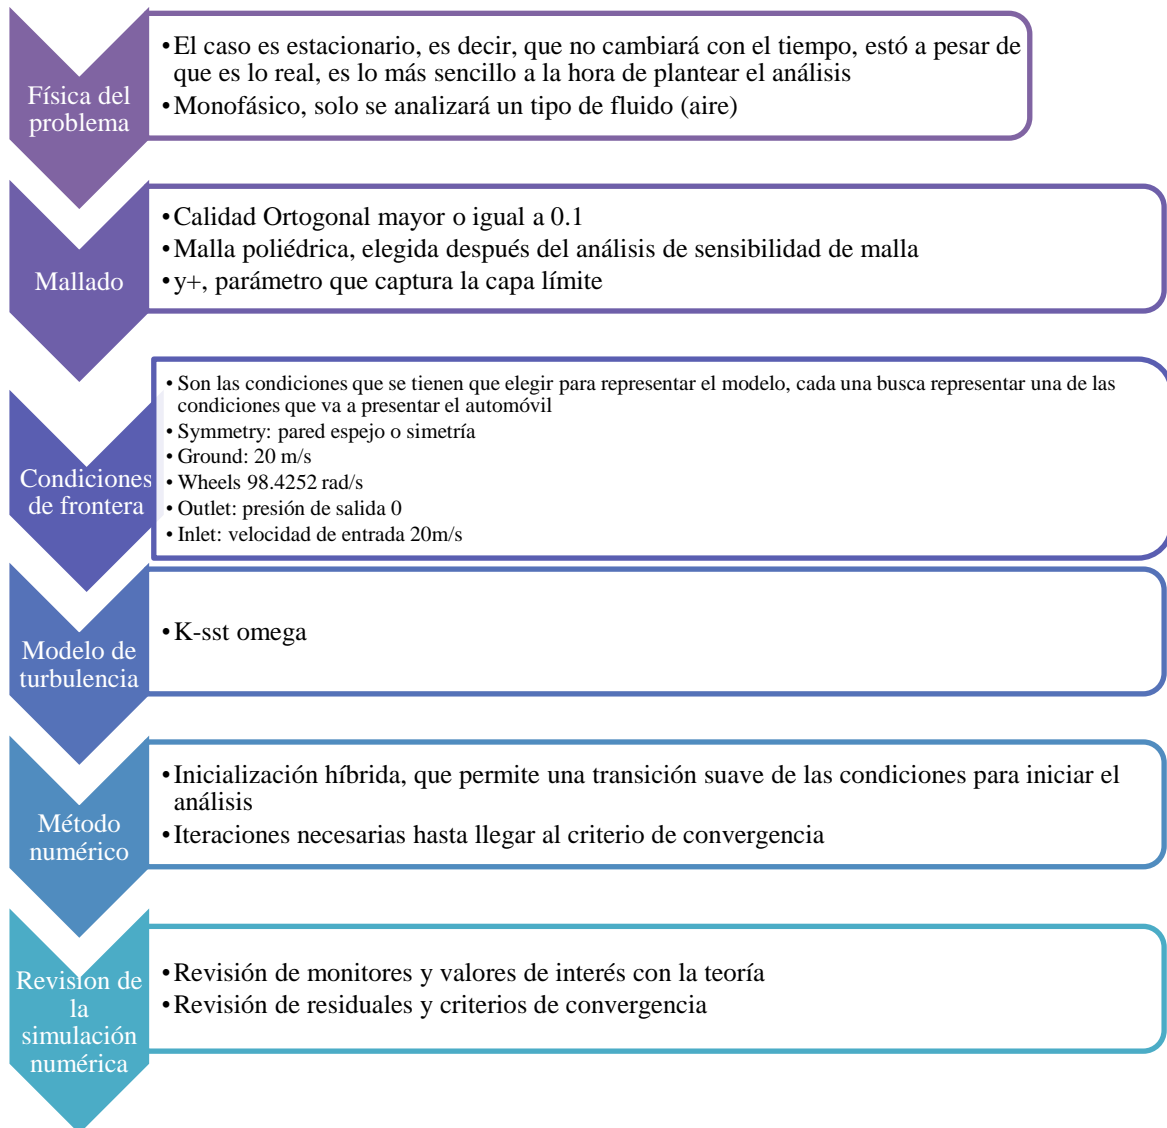 Física del
problema
•El caso es estacionario, es decir, que no cambiará con el tiempo, estó a pesar de
que es lo real, es lo más sencillo a la hora de plantear el análisis
•Monofásico, solo se analizará un tipo de fluido (aire)
Mallado
•Calidad Ortogonal mayor o igual a 0.1
•Malla poliédrica, elegida después del análisis de sensibilidad de malla
•y+, parámetro que captura la capa límite
Condiciones
de frontera
• Son las condiciones que se tienen que elegir para representar el modelo, cada una busca representar una de las
condiciones que va a presentar el automóvil
• Symmetry: pared espejo o simetría
• Ground: 20 m/s
• Wheels 98.4252 rad/s
• Outlet: presión de salida 0
• Inlet: velocidad de entrada 20m/s
Modelo de
turbulencia
•K-sst omega
Método
numérico
•Inicialización híbrida, que permite una transición suave de las condiciones para iniciar el
análisis
•Iteraciones necesarias hasta llegar al criterio de convergencia
Revisión de
la
simulación
numérica
•Revisión de monitores y valores de interés con la teoría
•Revisión de residuales y criterios de convergencia